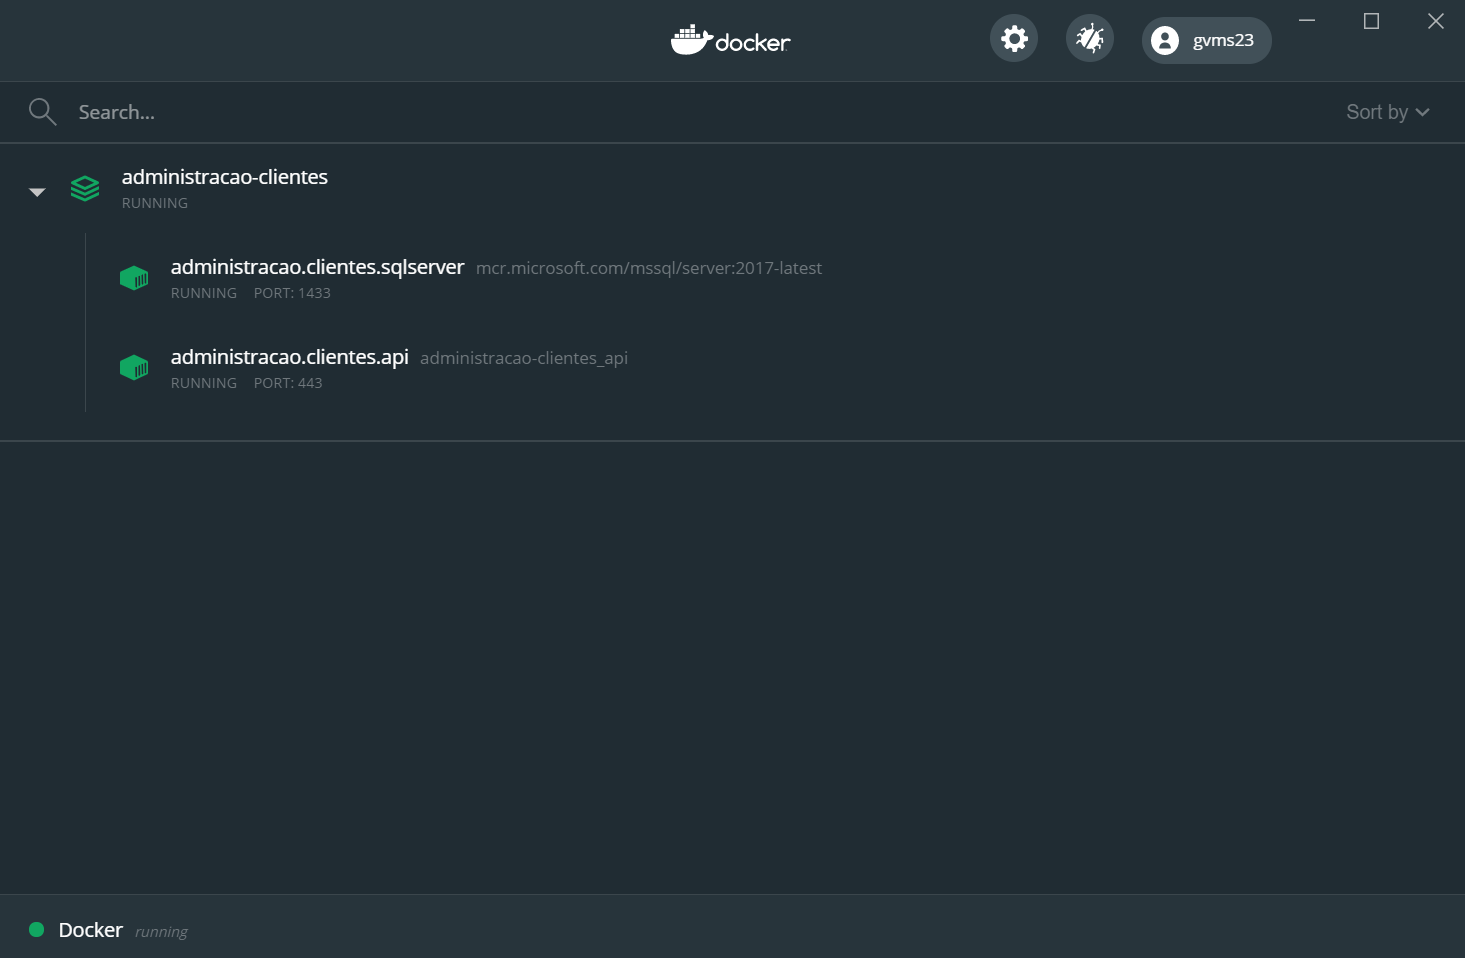 docker
gvms23
Search...
Sort by
administracao-clientes
RUNNING
administracao.clientes.sqlserver mcr.microsoft.com/mssql/server:2017-latest
RUNNING PORT: 1433
administracao.clientes.api administracao-clientes_api
RUNNING PORT: 443
Docker running